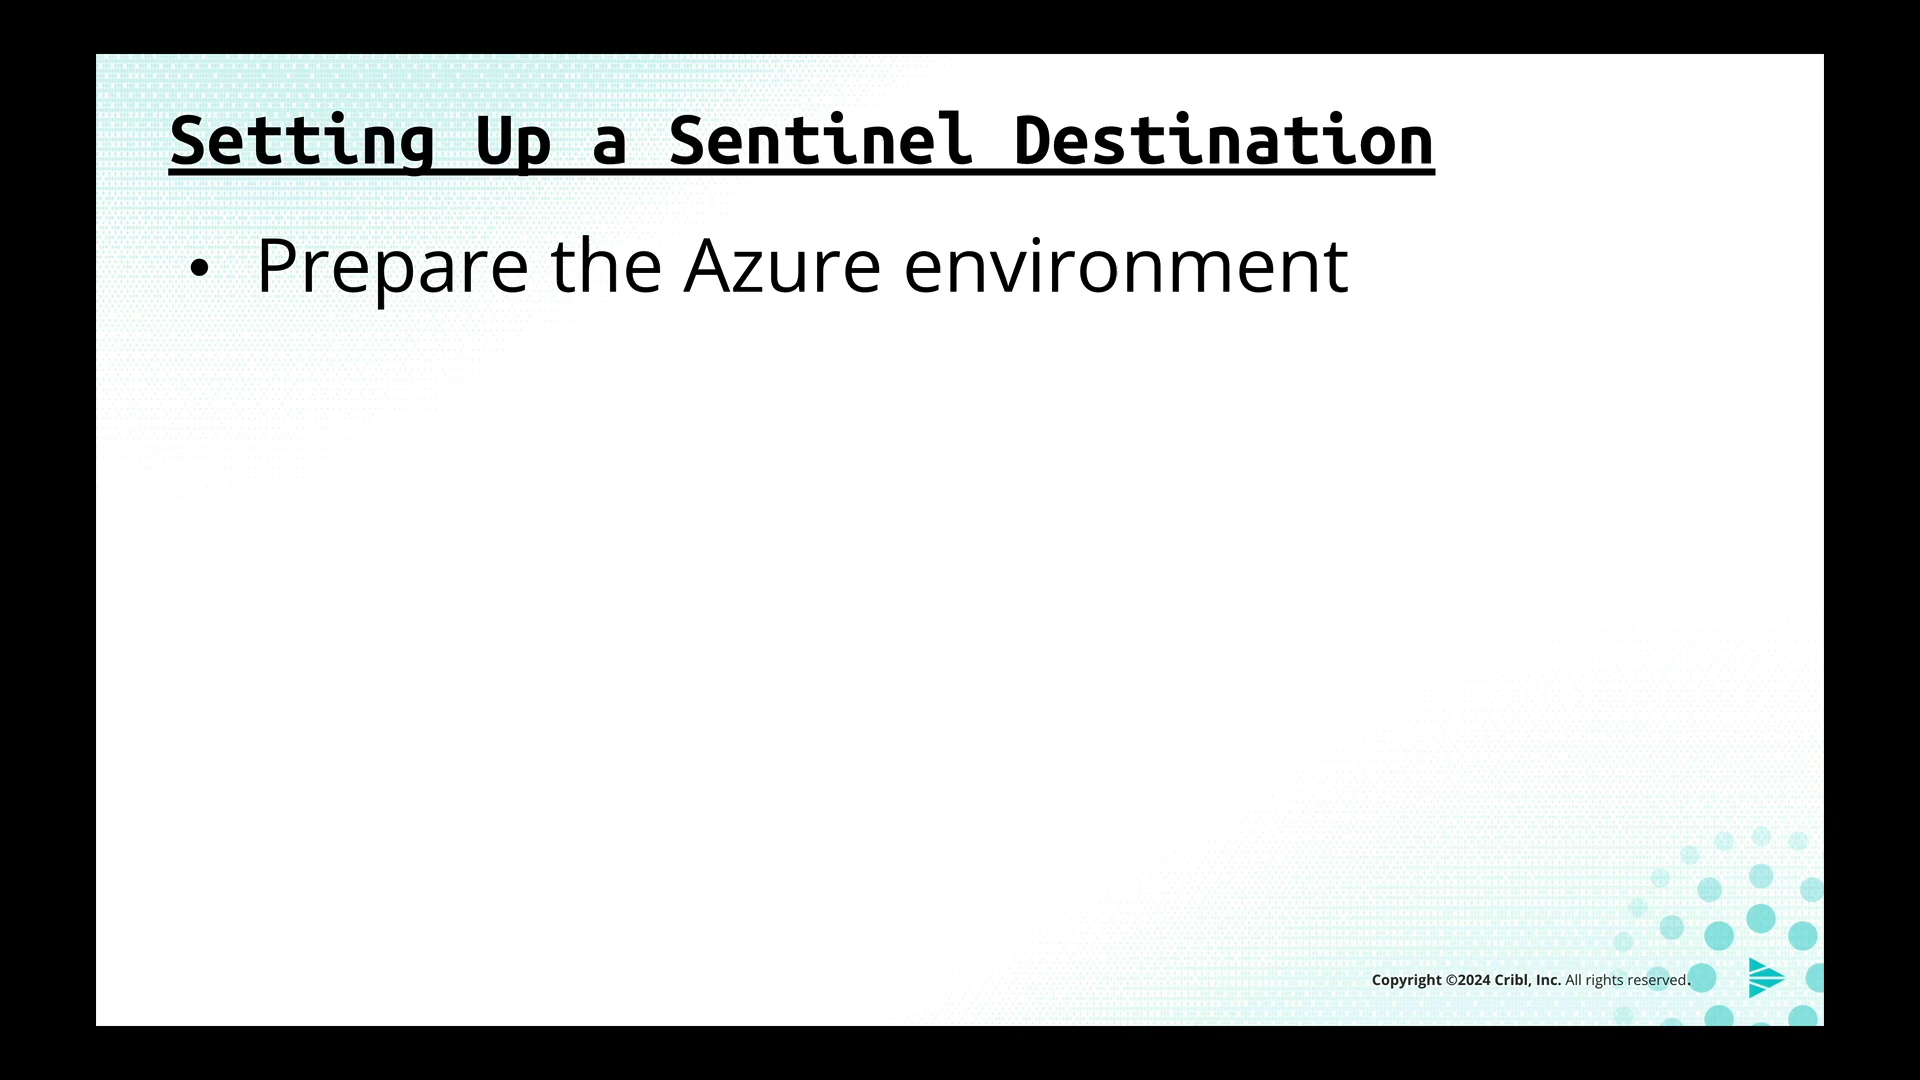 Setting Up a Sentinel Destination
• Prepare the Azure environment
Copyright ©2024 Cribl, Inc. All rights reserved.